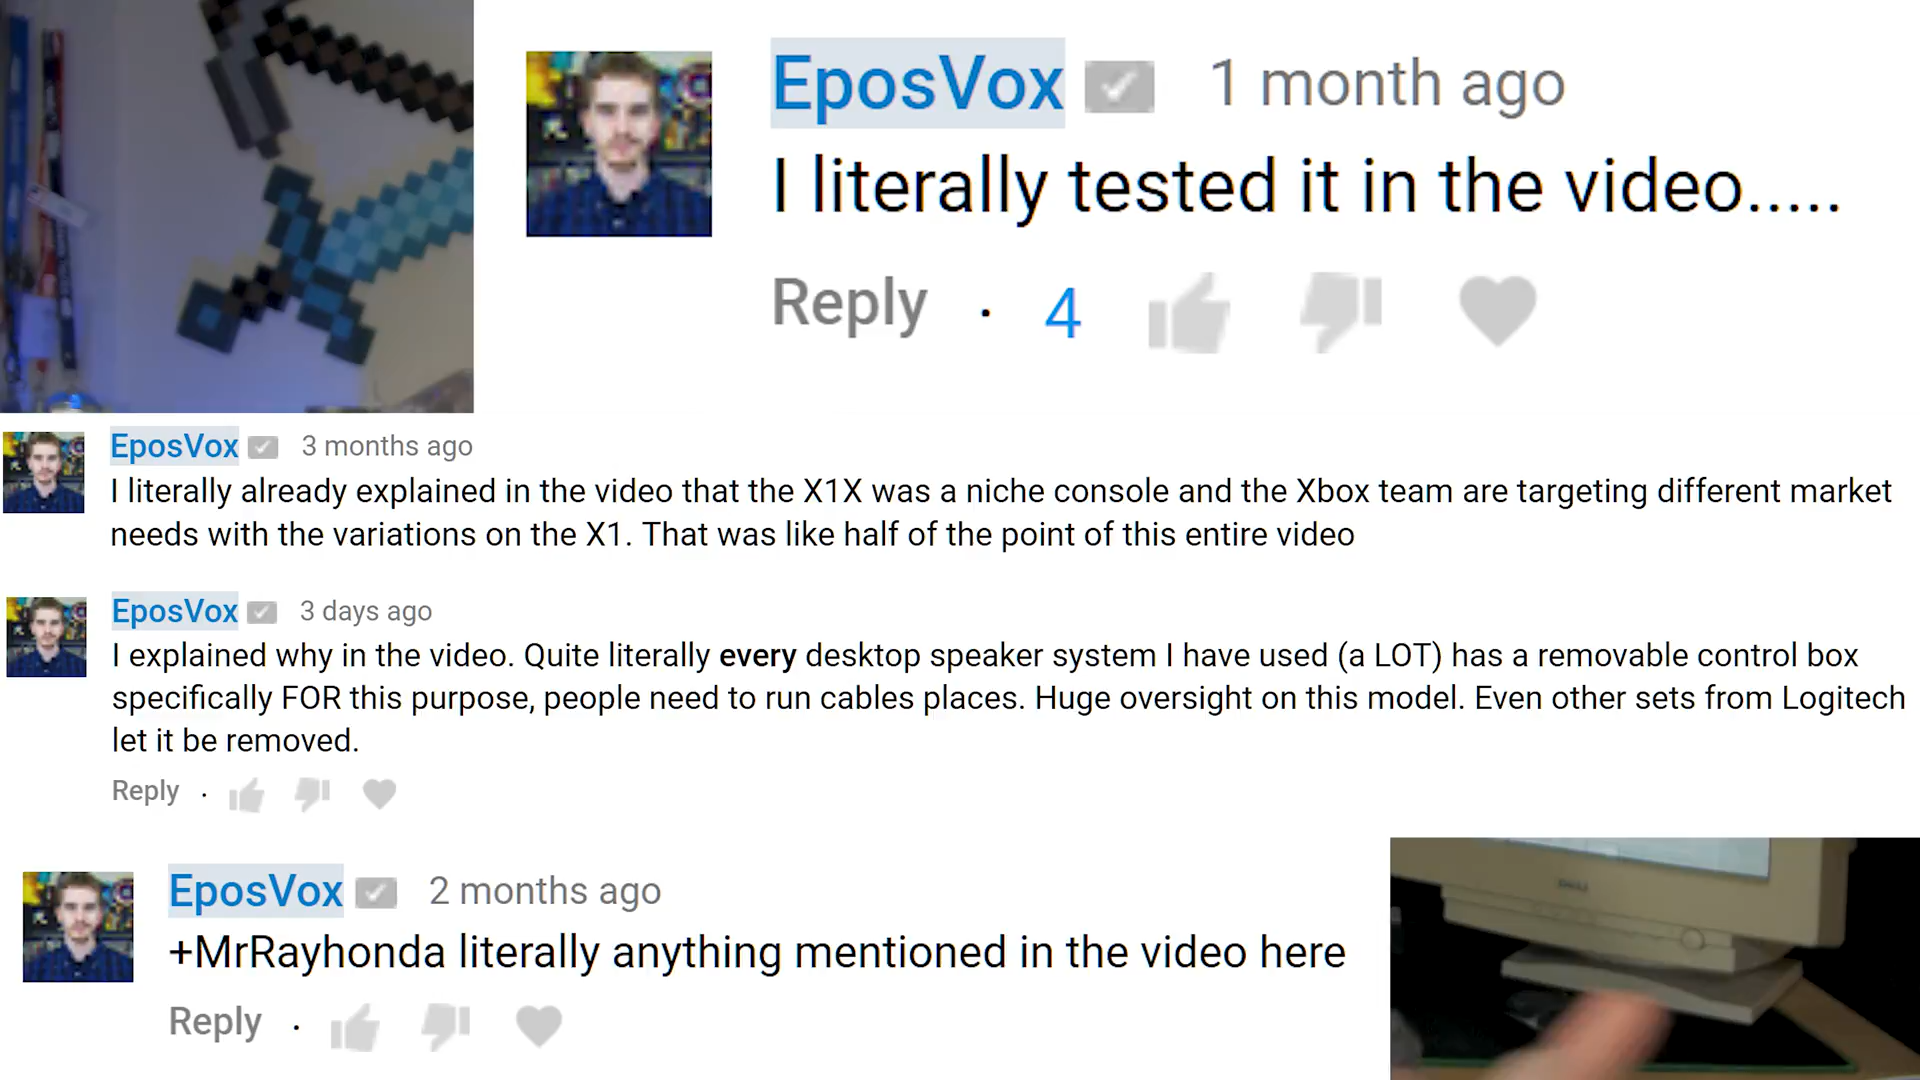 EposVox 1 month ago
I literally tested it in the video.....
Reply · 4
EposVox 3 months ago
I literally already explained in the video that the X1X was a niche console and the Xbox team are targeting different market
needs with the variations on the X1. That was like half of the point of this entire video
EposVox 3 days ago
I explained why in the video. Quite literally every desktop speaker system I have used (a LOT) has a removable control box
specifically FOR this purpose, people need to run cables places. Huge oversight on this model. Even other sets from Logitech
let it be removed.
Reply ·
EposVox 2 months ago
+MrRayhonda literally anything mentioned in the video here
Reply ·